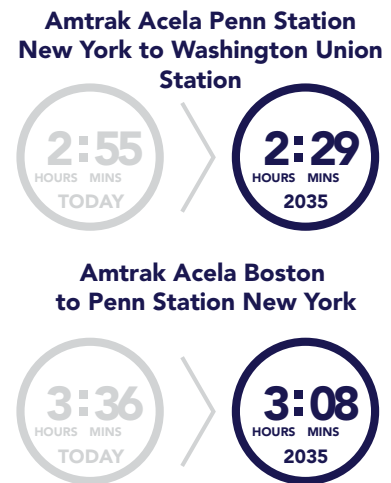 Amtrak Acela Penn Station
New York to Washington Union
Station
2:55
HOURS MINS
TODAY
2:29
HOURS MINS
2035
Amtrak Acela Boston
to Penn Station New York
3:36
HOURS MINS
TODAY
3:08
HOURS MINS
2035